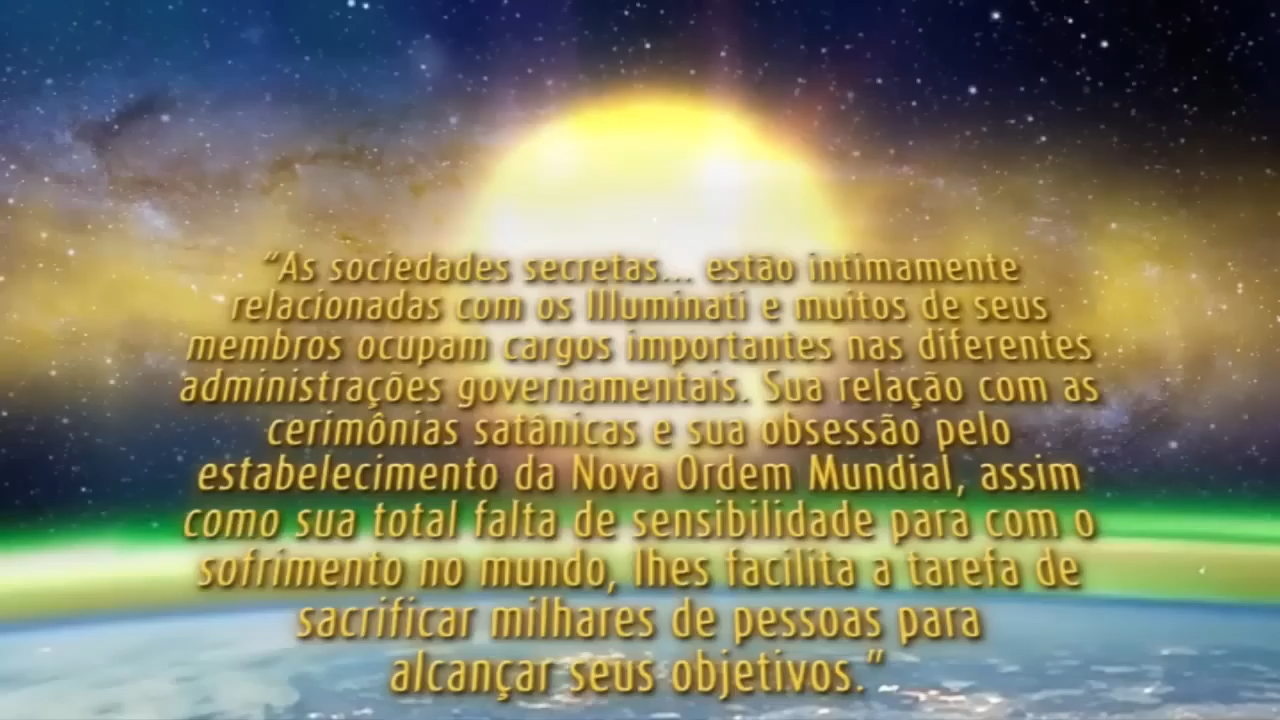 “As sociedades secretas... estão intimamente
relacionadas com os Illuminati e muitos de seus
membros ocupam cargos importantes nas diferentes
administrações governamentais. Sua relação com as
cerimônias satânicas e sua obsessão pelo
estabelecimento da Nova Ordem Mundial, assim
como sua total falta de sensibilidade para com o
sofrimento no mundo, lhes facilita a tarefa de
sacrificar milhares de pessoas para
alcançar seus objetivos.”